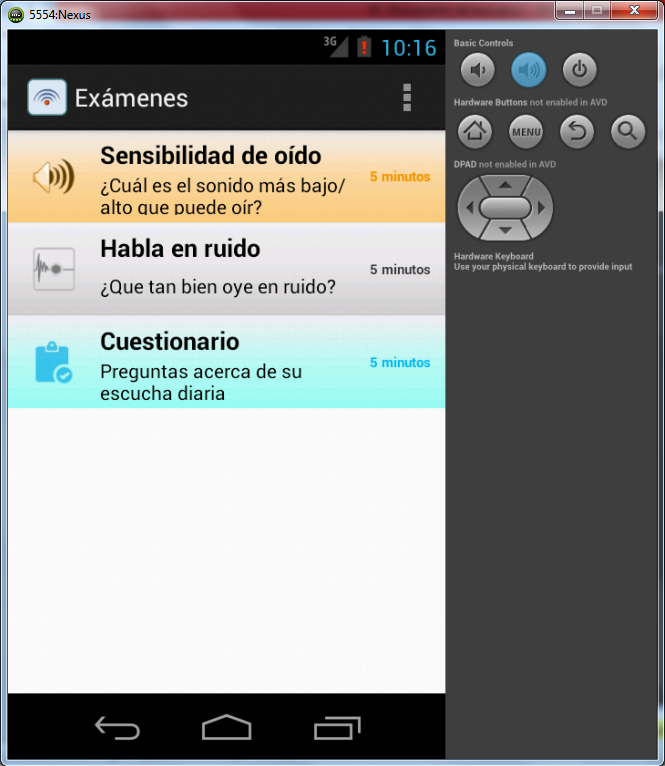 5554:Nexus
3G
10:16
Exámenes
Sensibilidad de oído
¿Cuál es el sonido más bajo/
alto que puede oír?
5 minutos
Habla en ruido
¿Que tan bien oye en ruido?
5 minutos
Cuestionario
Preguntas acerca de su
escucha diaria
5 minutos
Basic Controls
Hardware Buttons not enabled in AVD
MENU
DPAD not enabled in AVD
Hardware Keyboard
Use your physical keyboard to provide input